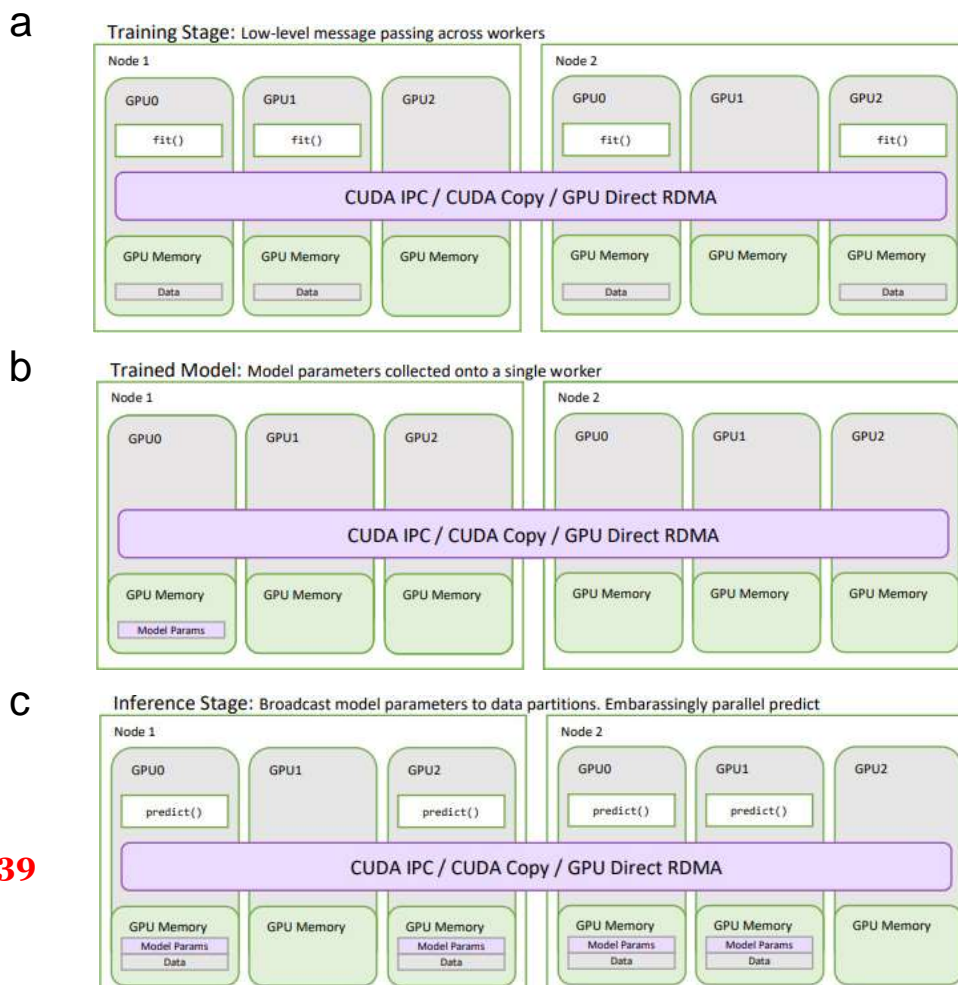 a
Training Stage: Low-level message passing across workers
Node 1
Node 2
GPU0 GPU1 GPU2 GPU0 GPU1 GPU2
fit() fit() fit() fit()
CUDA IPC / CUDA Copy / GPU Direct RDMA
GPU Memory GPU Memory GPU Memory GPU Memory GPU Memory GPU Memory
Data Data Data Data
b
Trained Model: Model parameters collected onto a single worker
Node 1
Node 2
GPU0 GPU1 GPU2 GPU0 GPU1 GPU2
CUDA IPC / CUDA Copy / GPU Direct RDMA
GPU Memory GPU Memory GPU Memory GPU Memory GPU Memory GPU Memory
Model Params
c
Inference Stage: Broadcast model parameters to data partitions. Embarassingly parallel predict
Node 1
Node 2
GPU0 GPU1 GPU2 GPU0 GPU1 GPU2
predict() predict() predict() predict()
39
CUDA IPC / CUDA Copy / GPU Direct RDMA
GPU Memory GPU Memory GPU Memory GPU Memory GPU Memory GPU Memory
Model Params Model Params Model Params Model Params
Data Data Data Data